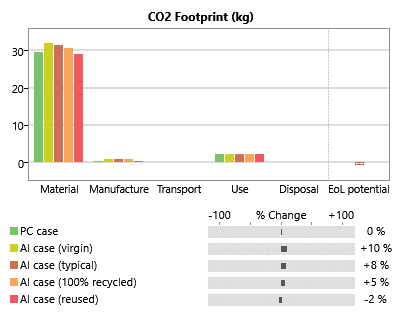 CO2 Footprint (kg)
30
20
10
0
Material Manufacture Transport Use Disposal EoL potential
-100 % Change +100
PC case 0 %
Al case (virgin) +10 %
Al case (typical) +8 %
Al case (100% recycled) +5 %
Al case (reused) -2 %